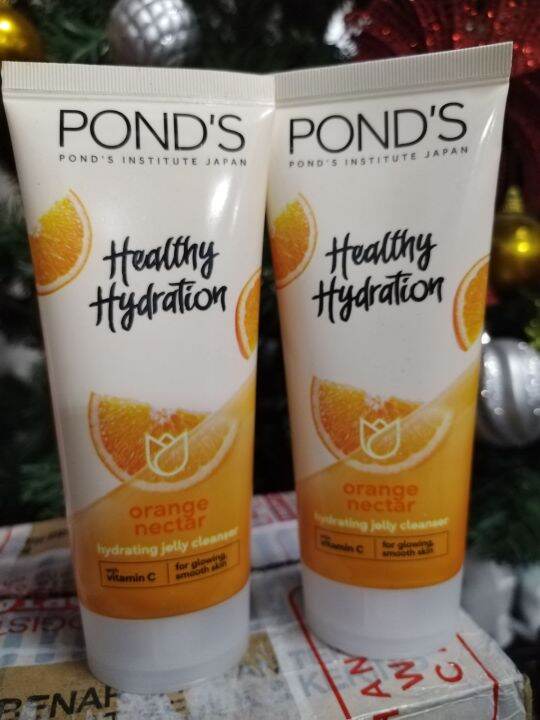 POND'S
POND'S INSTITUTE JAPAN
Healthy
Hydration
orange
nectar
hydrating jelly cleanser
with
vitamin C
for glowing,
smooth skin
POND'S
POND'S INSTITUTE JAPAN
Healthy
Hydration
orange
nectar
hydrating jelly cleanser
with
vitamin C
for glowing,
smooth skin